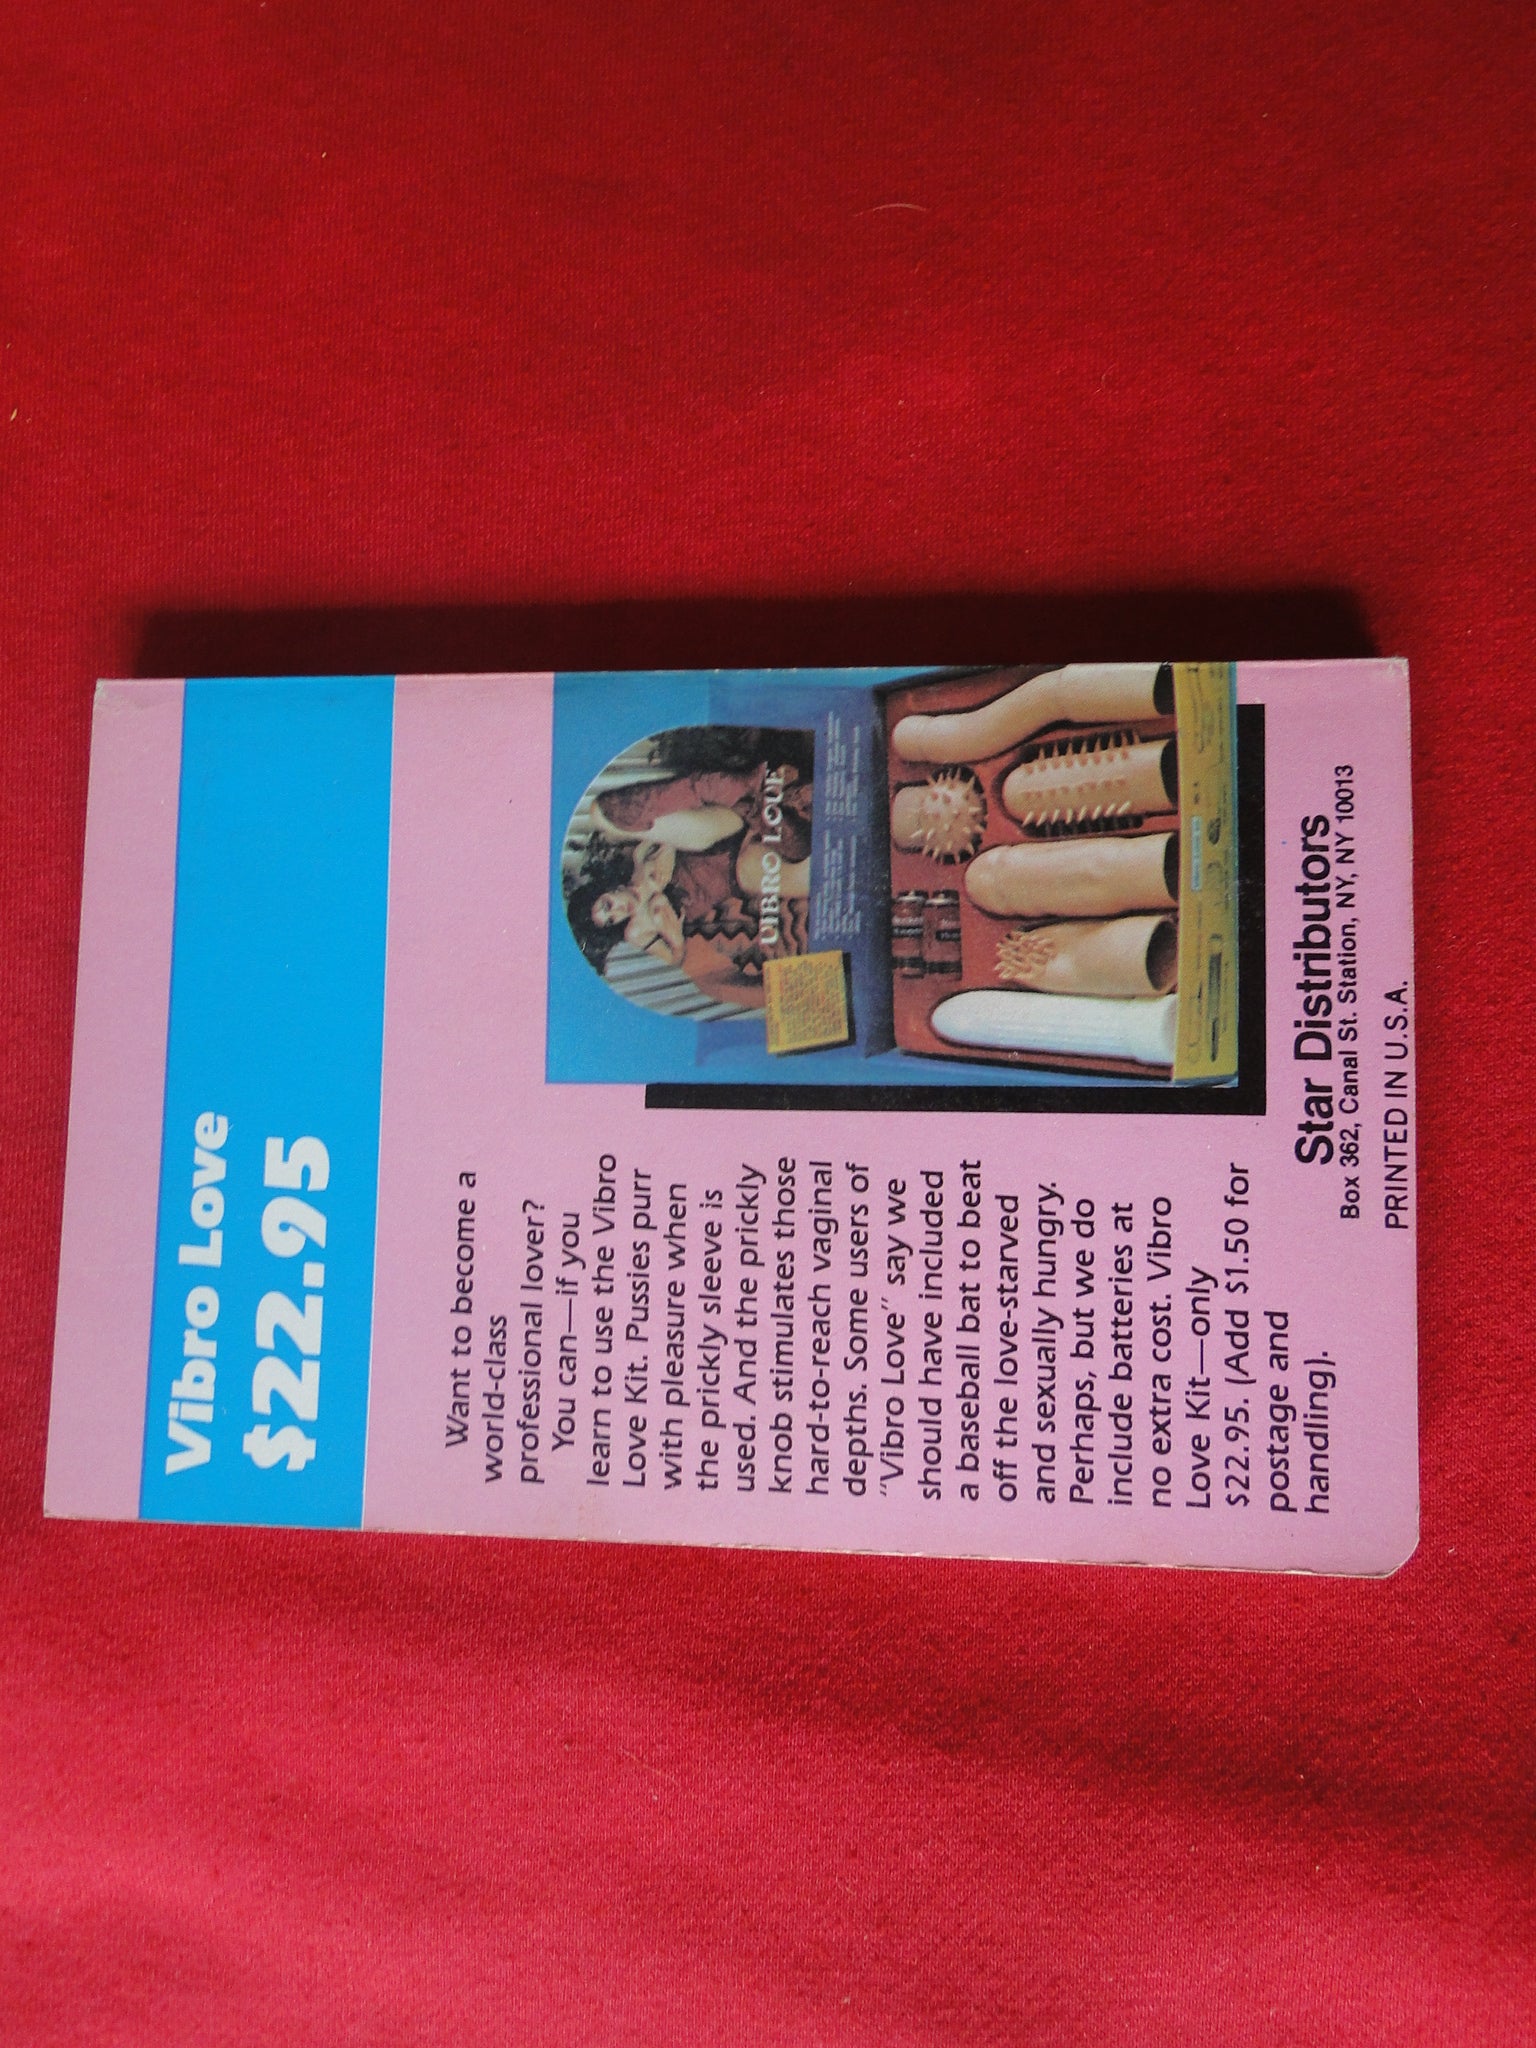 Vibro Love
$22.95
Want to become a
world-class
professional lover?
You can—if you
learn to use the Vibro
Love Kit. Pussies purr
with pleasure when
the prickly sleeve is
used. And the prickly
knob stimulates those
hard-to-reach vaginal
depths. Some users of
"Vibro Love" say we
should have included
a baseball bat to beat
off the love-starved
and sexually hungry.
Perhaps, but we do
include batteries at
no extra cost. Vibro
Love Kit—only
$22.95. (Add $1.50 for
postage and
handling).
VIBRO LOVE
Star Distributors
Box 362, Canal St. Station, NY, NY 10013
PRINTED IN U.S.A.